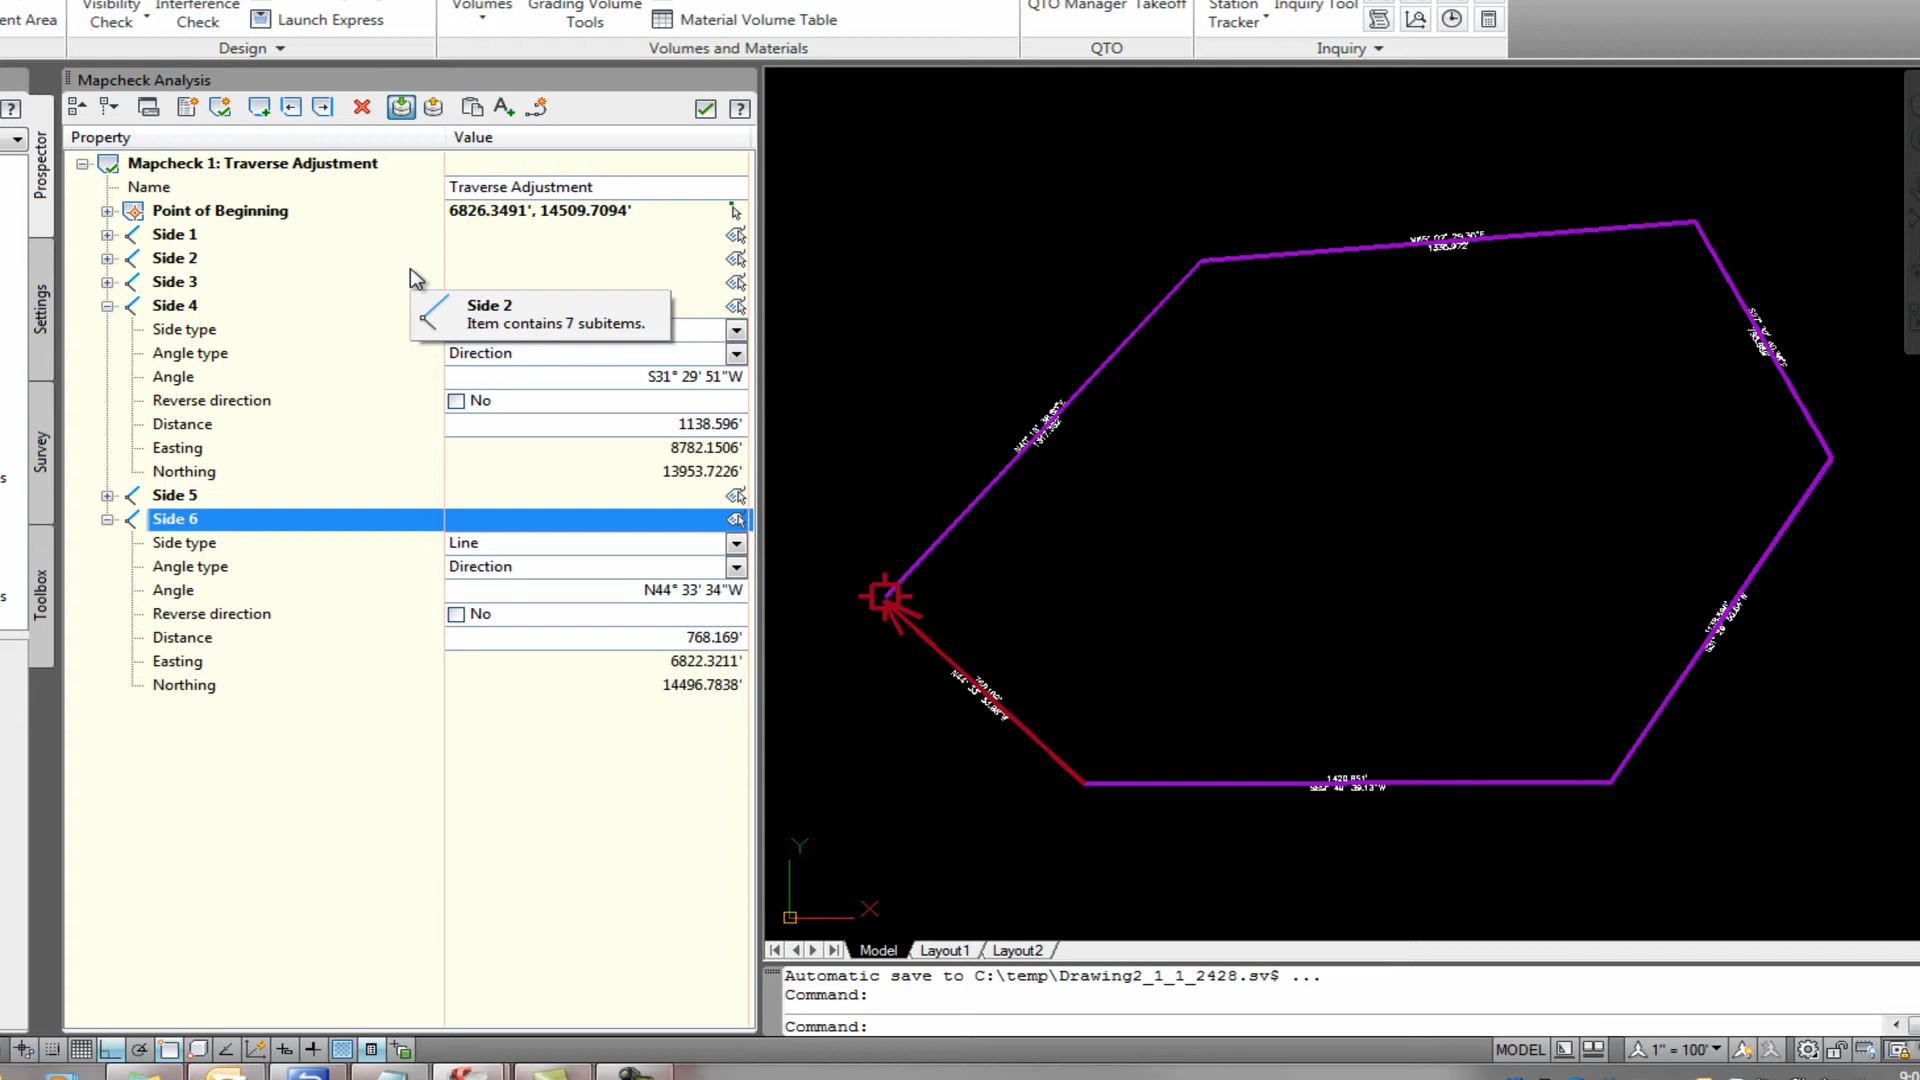 ent Area
Visibility Check
Interference Check
Launch Express
Volumes
Grading Volume Tools
Material Volume Table
QTO Manager
Takeoff
Station Tracker
Inquiry Tool
Design
Volumes and Materials
QTO
Inquiry
Mapcheck Analysis
Property Value
Mapcheck 1: Traverse Adjustment
Name Traverse Adjustment
Point of Beginning 6826.3491', 14509.7094'
Side 1
Side 2
Side 3
Side 4
Side 2
Item contains 7 subitems.
Side type
Angle type Direction
Angle S31° 29' 51"W
Reverse direction No
Distance 1138.596'
Easting 8782.1506'
Northing 13953.7226'
Side 5
Side 6
Side type Line
Angle type Direction
Angle N44° 33' 34"W
Reverse direction No
Distance 768.169'
Easting 6822.3211'
Northing 14496.7838'
Prospector
Settings
Survey
Toolbox
Y
X
Model Layout1 Layout2
Automatic save to C:\temp\Drawing2_1_1_2428.sv$ ...
Command:
Command:
MODEL
1" = 100'